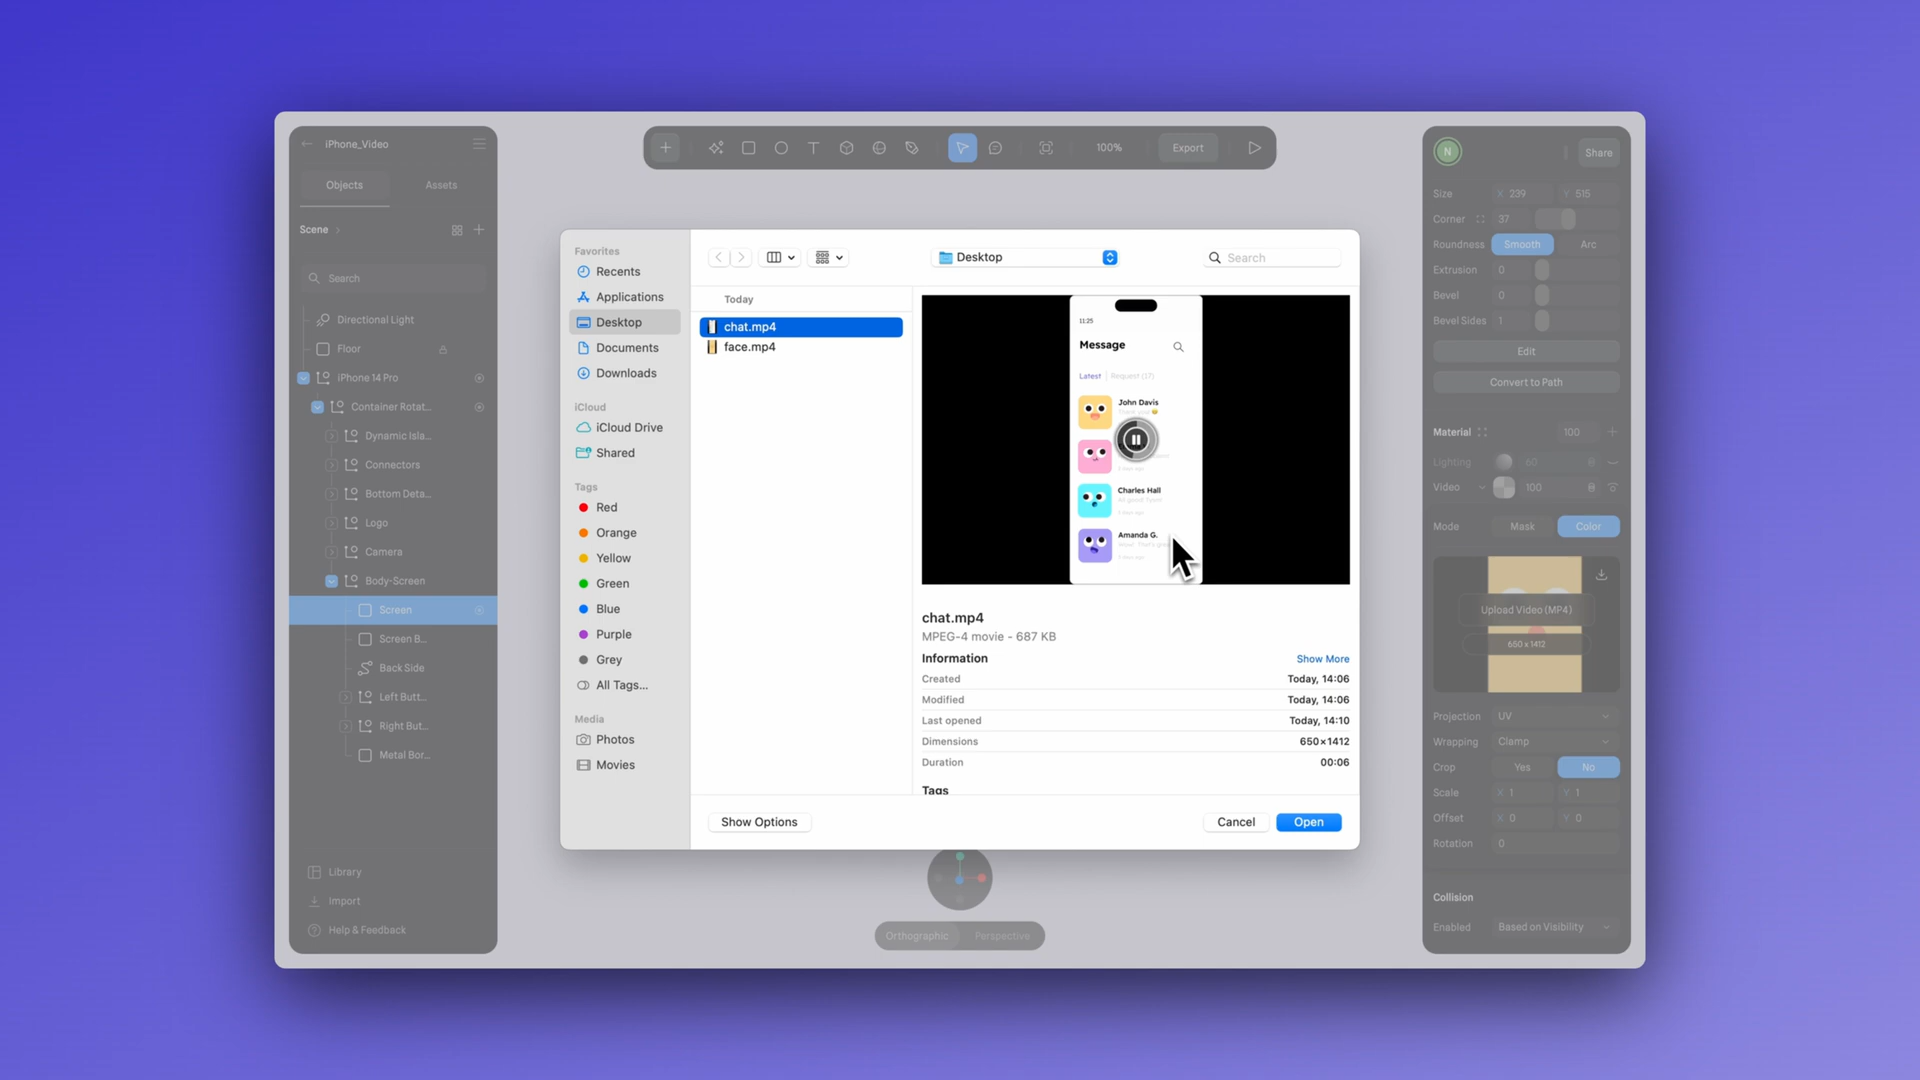 iPhone_Video
Objects
Assets
Scene
Search
Directional Light
Floor
iPhone 14 Pro
Container Rotat...
Dynamic Isla...
Connectors
Bottom Deta...
Logo
Camera
Body-Screen
Screen
Screen B...
Back Side
Left Butt...
Right But...
Metal Bor...
Library
Import
Help & Feedback
T
100%
Export
Favorites
Recents
Applications
Desktop
Documents
Downloads
iCloud
iCloud Drive
Shared
Tags
Red
Orange
Yellow
Green
Blue
Purple
Grey
All Tags...
Media
Photos
Movies
Desktop
Search
Today
chat.mp4
face.mp4
11:25
Message
Latest
Request (17)
John Davis
Thank you
Charles Hall
Amanda G.
chat.mp4
MPEG-4 movie - 687 KB
Information
Show More
Created Today, 14:06
Modified Today, 14:06
Last opened Today, 14:10
Dimensions 650×1412
Duration 00:06
Tags
Show Options
Cancel
Open
Orthographic
Perspective
N
Share
Size X 239 Y 515
Corner 37
Roundness Smooth Arc
Extrusion 0
Bevel 0
Bevel Sides 1
Edit
Convert to Path
Material 100
Lighting 60
Video 100
Mode Mask Color
Upload Video (MP4)
650 x 1412
Projection UV
Wrapping Clamp
Crop Yes No
Scale X 1 Y 1
Offset X 0 Y 0
Rotation 0
Collision
Enabled Based on Visibility